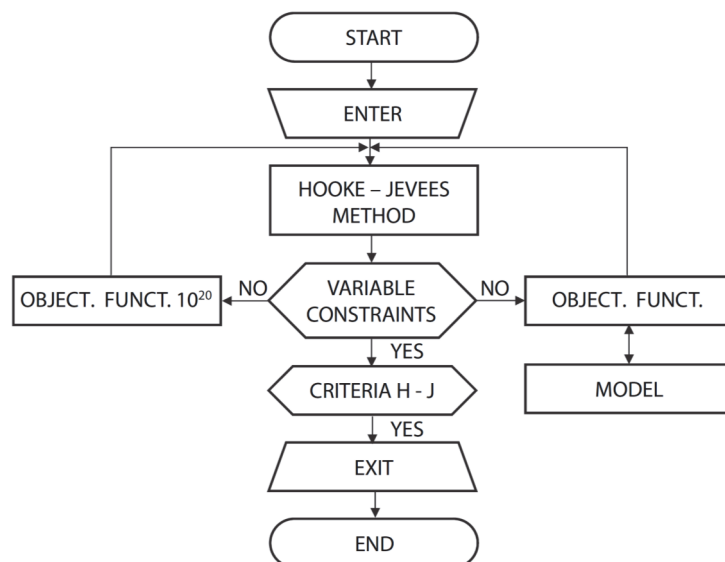 START
ENTER
HOOKE – JEVEES
METHOD
OBJECT. FUNCT. 10²⁰
NO
VARIABLE
CONSTRAINTS
NO
OBJECT. FUNCT.
YES
CRITERIA H - J
MODEL
YES
EXIT
END